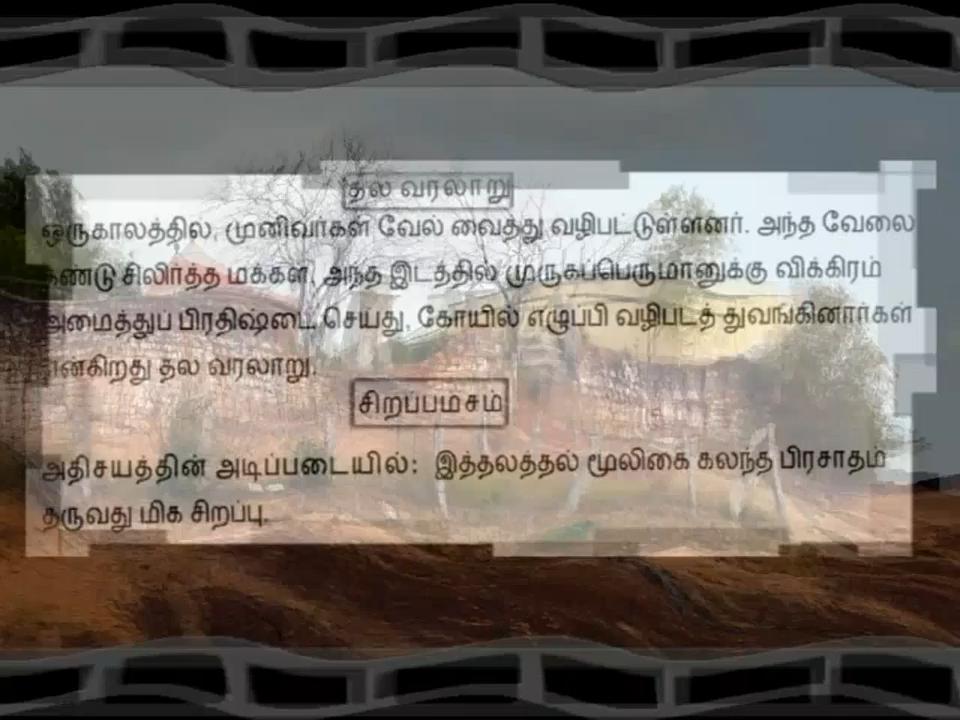 தல வரலாறு
ஒருகாலத்தில், முனிவர்கள் வேல் வைத்து வழிபட்டுள்ளனர். அந்த வேலை
கண்டு சிலிர்த்த மக்கள், அந்த இடத்தில் முருகப்பெருமானுக்கு விக்கிரம்
அமைத்துப் பிரதிஷ்டை செய்து, கோயில் எழுப்பி வழிபடத் துவங்கினார்கள்
என்கிறது தல வரலாறு.
சிறப்பம்சம்
அதிசயத்தின் அடிப்படையில்: இத்தலத்தல் மூலிகை கலந்த பிரசாதம்
தருவது மிக சிறப்பு.